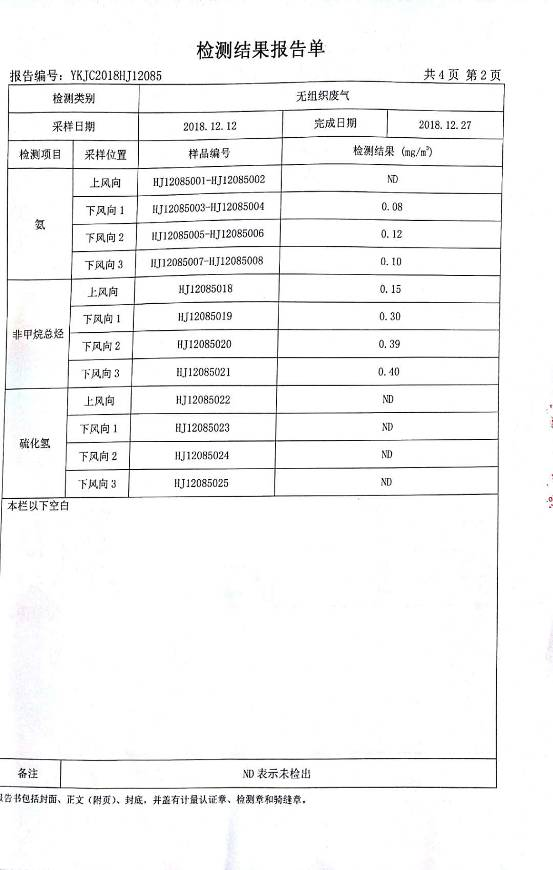 检测结果报告单
报告编号：YKJC2018HJ12085 共 4 页 第 2 页
检测类别 无组织废气
采样日期 2018.12.12 完成日期 2018.12.27
检测项目 采样位置 样品编号 检测结果（mg/m³）
氨 上风向 HJ12085001-HJ12085002 ND
下风向 1 HJ12085003-HJ12085004 0.08
下风向 2 HJ12085005-HJ12085006 0.12
下风向 3 HJ12085007-HJ12085008 0.10
非甲烷总烃 上风向 HJ12085018 0.15
下风向 1 HJ12085019 0.30
下风向 2 HJ12085020 0.39
下风向 3 HJ12085021 0.40
硫化氢 上风向 HJ12085022 ND
下风向 1 HJ12085023 ND
下风向 2 HJ12085024 ND
下风向 3 HJ12085025 ND
本栏以下空白
备注 ND 表示未检出
告书包括封面、正文（附页）、封底，并盖有计量认证章、检测章和骑缝章。